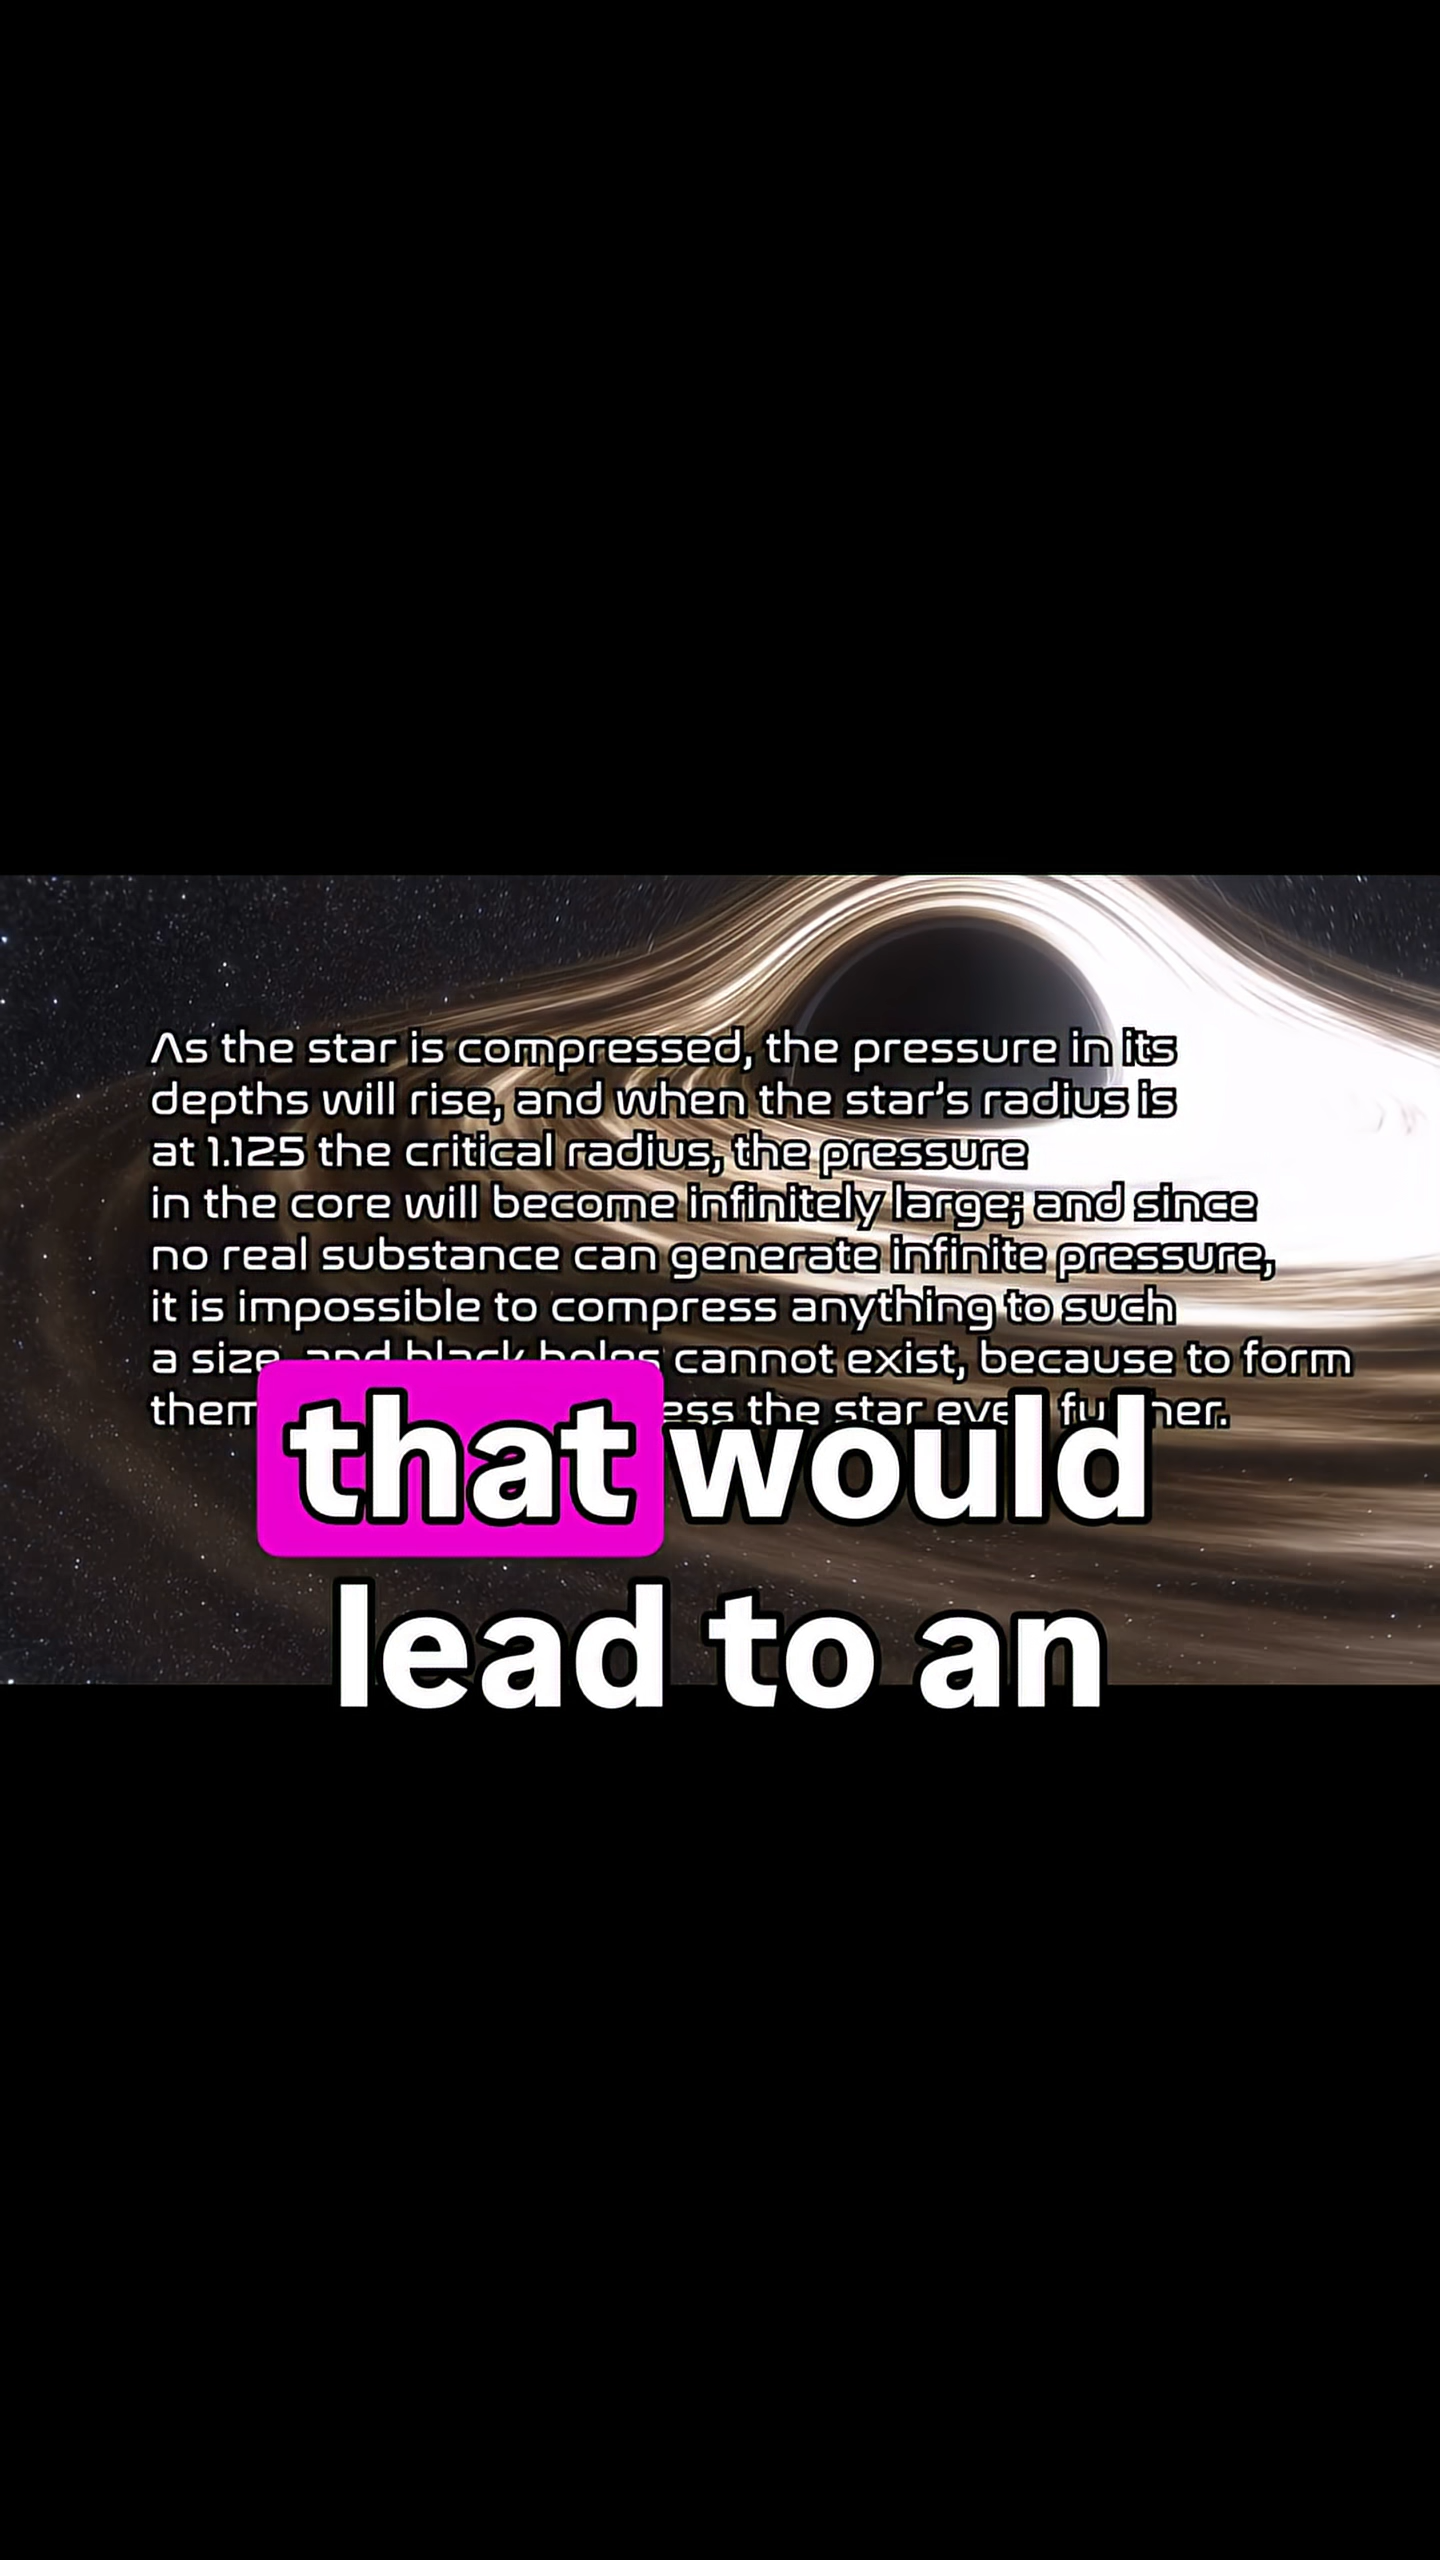 As the star is compressed, the pressure in its
depths will rise, and when the star's radius is
at 1.125 the critical radius, the pressure
in the core will become infinitely large; and since
no real substance can generate infinite pressure,
it is impossible to compress anything to such
a size, and black holes cannot exist, because to form
them the star even further.
that would
lead to an